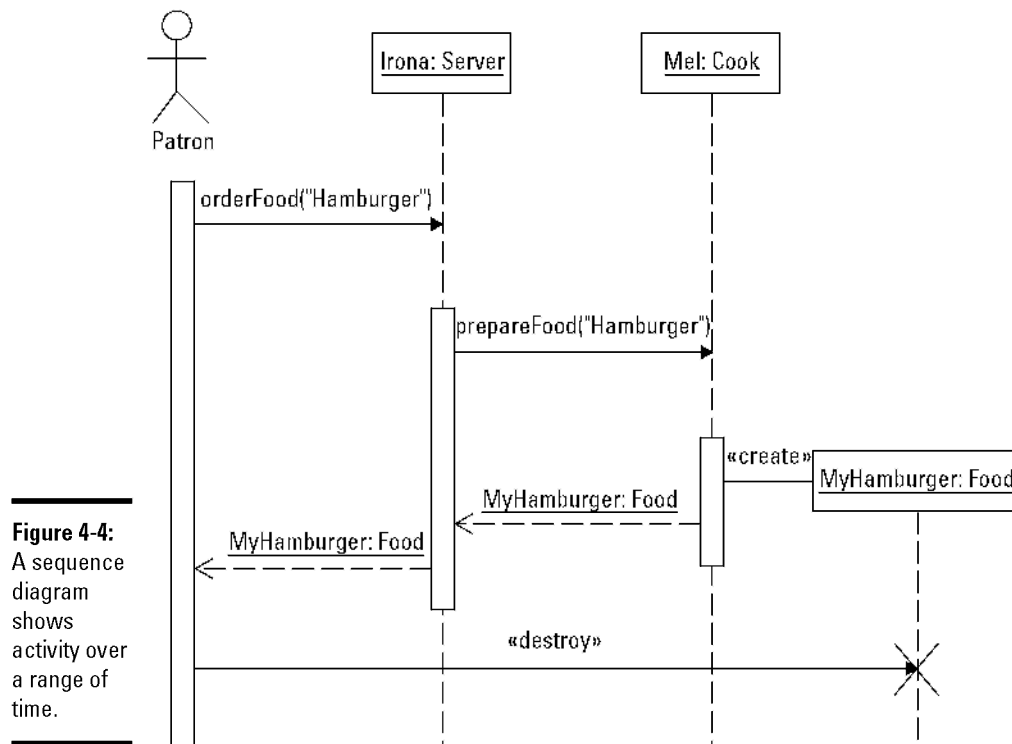 Patron
Irona: Server
Mel: Cook
orderFood("Hamburger")
prepareFood("Hamburger")
«create»
MyHamburger: Food
MyHamburger: Food
MyHamburger: Food
«destroy»
Figure 4-4:
A sequence
diagram
shows
activity over
a range of
time.